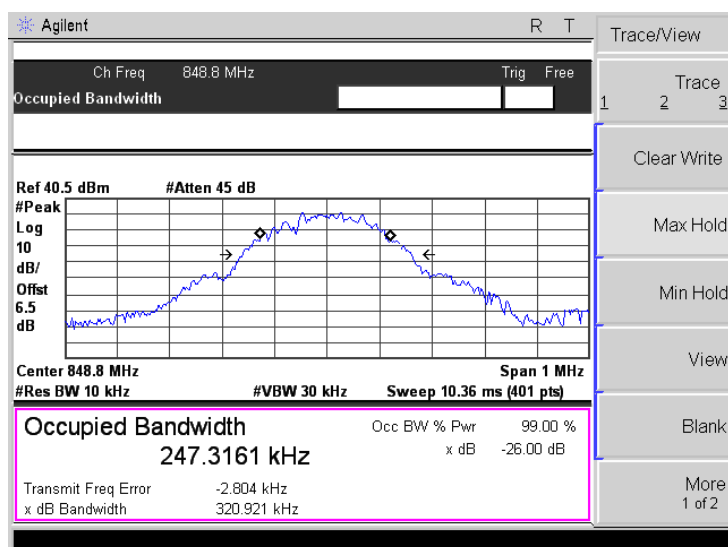 Agilent R T
Ch Freq 848.8 MHz Trig Free
Occupied Bandwidth
Ref 40.5 dBm #Atten 45 dB
#Peak
Log
10
dB/
Offst
6.5
dB
Center 848.8 MHz Span 1 MHz
#Res BW 10 kHz #VBW 30 kHz Sweep 10.36 ms (401 pts)
Occupied Bandwidth Occ BW % Pwr 99.00 %
247.3161 kHz x dB -26.00 dB
Transmit Freq Error -2.804 kHz
x dB Bandwidth 320.921 kHz
Trace/View
Trace
1 2 3
Clear Write
Max Hold
Min Hold
View
Blank
More
1 of 2